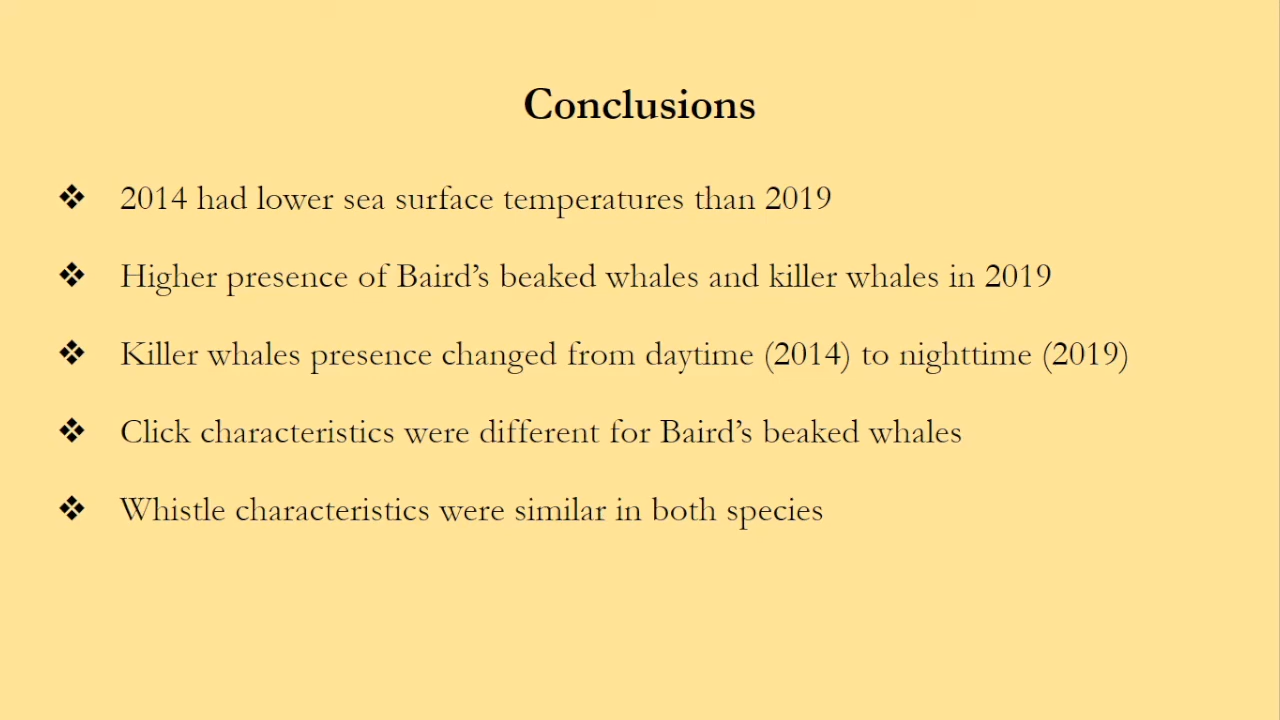 Conclusions
❖ 2014 had lower sea surface temperatures than 2019
❖ Higher presence of Baird’s beaked whales and killer whales in 2019
❖ Killer whales presence changed from daytime (2014) to nighttime (2019)
❖ Click characteristics were different for Baird’s beaked whales
❖ Whistle characteristics were similar in both species